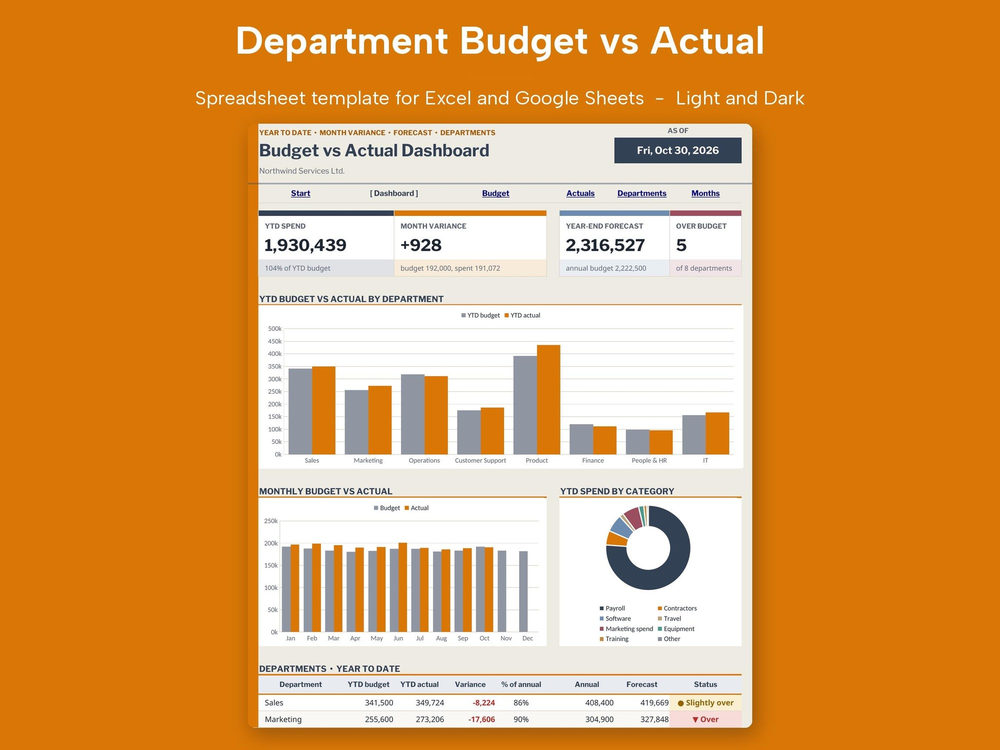 Department Budget vs Actual
Spreadsheet template for Excel and Google Sheets - Light and Dark
YEAR TO DATE • MONTH VARIANCE • FORECAST • DEPARTMENTS
AS OF
Budget vs Actual Dashboard
Fri, Oct 30, 2026
Northwind Services Ltd.
Start [ Dashboard ] Budget Actuals Departments Months
YTD SPEND MONTH VARIANCE YEAR-END FORECAST OVER BUDGET
1,930,439 +928 2,316,527 5
104% of YTD budget budget 192,000, spent 191,072 annual budget 2,222,500 of 8 departments
YTD BUDGET VS ACTUAL BY DEPARTMENT
YTD budget YTD actual
500k
450k
400k
350k
300k
250k
200k
150k
100k
50k
0k
Sales Marketing Operations Customer Support Product Finance People & HR IT
MONTHLY BUDGET VS ACTUAL
Budget Actual
250k
200k
150k
100k
50k
0k
Jan Feb Mar Apr May Jun Jul Aug Sep Oct Nov Dec
YTD SPEND BY CATEGORY
Payroll Contractors
Software Travel
Marketing spend Equipment
Training Other
DEPARTMENTS • YEAR TO DATE
Department YTD budget YTD actual Variance % of annual Annual Forecast Status
Sales 341,500 349,724 -8,224 86% 408,400 419,669 ● Slightly over
Marketing 255,600 273,206 -17,606 90% 304,900 327,848 ▼ Over